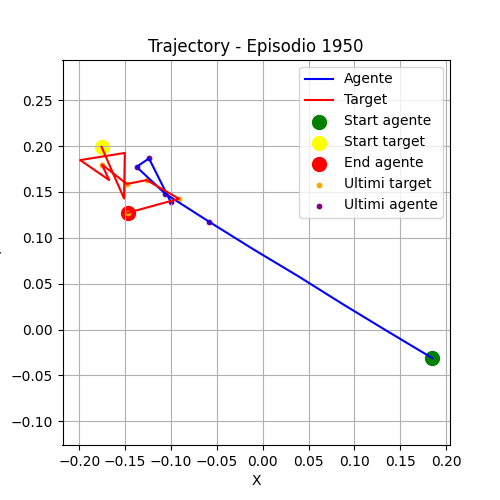 Trajectory - Episodio 1950
Agente
Target
Start agente
Start target
End agente
Ultimi target
Ultimi agente
0.25
0.20
0.15
0.10
0.05
0.00
−0.05
−0.10
−0.20 −0.15 −0.10 −0.05 0.00 0.05 0.10 0.15 0.20
X